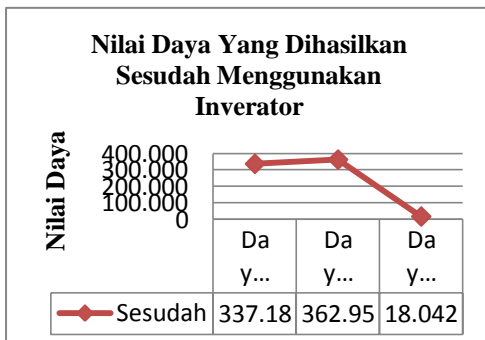 Nilai Daya Yang Dihasilkan
Sesudah Menggunakan
Inverator
Nilai Daya
400.000
300.000
200.000
100.000
0
Da Da Da
y... y... y...
Sesudah 337.18 362.95 18.042